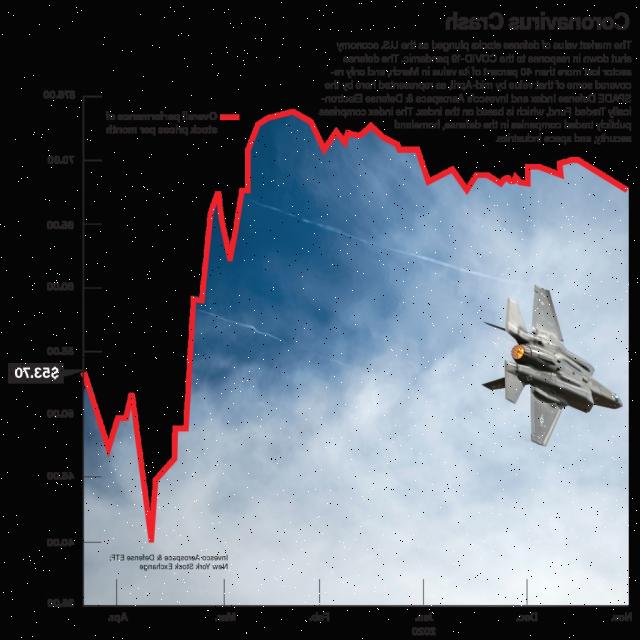 Coronavirus Crash
The market value of defense stocks plunged as the U.S. economy
shut down in response to the COVID-19 pandemic. The defense
sector lost more than 40 percent of its value in March and only re-
covered some of that value by mid-April, as represented here by the
SPADE Defense Index and Invesco's Aerospace & Defense Electron-
ically Traded Fund, which is based on the index. The index comprises
publicly traded companies in the defense, homeland
security and space industries.
Overall performance of
stocks prices per month
$75.00
70.00
65.00
60.00
55.00
$53.70
50.00
45.00
40.00
35.00
Invesco Aerospace & Defense ETF;
New York Stock Exchange
Nov. Dec. Jan. Feb. Mar. Apr.
2020